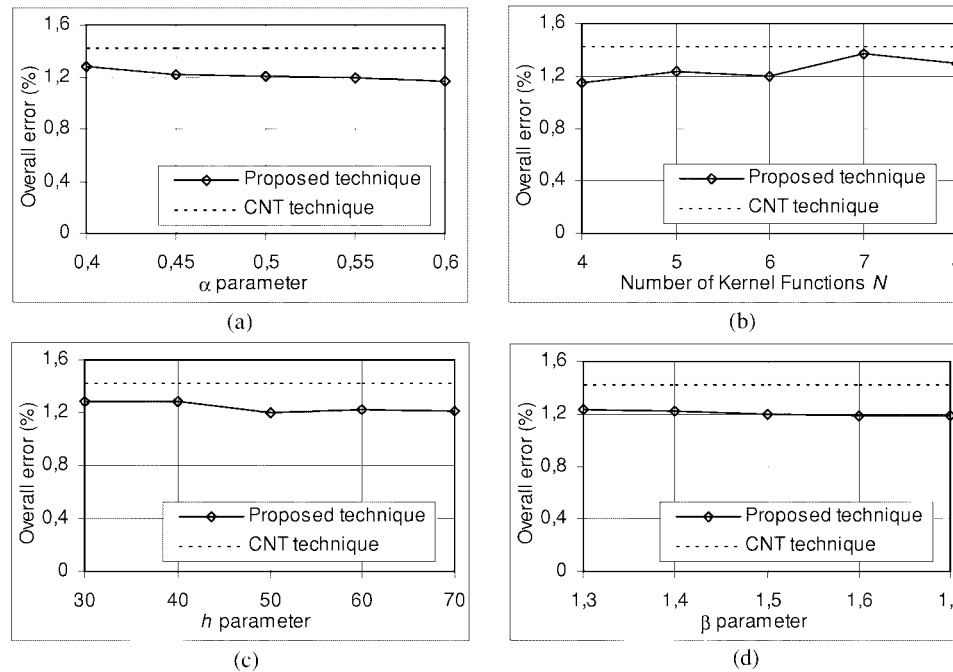 1,6
1,2
0,8
0,4
0
Overall error (%)
Proposed technique
CNT technique
0,4 0,45 0,5 0,55 0,6
α parameter
(a)
1,6
1,2
0,8
0,4
0
Overall error (%)
Proposed technique
CNT technique
4 5 6 7
Number of Kernel Functions N
(b)
1,6
1,2
0,8
0,4
0
Overall error (%)
Proposed technique
CNT technique
30 40 50 60 70
h parameter
(c)
1,6
1,2
0,8
0,4
0
Overall error (%)
Proposed technique
CNT technique
1,3 1,4 1,5 1,6
β parameter
(d)